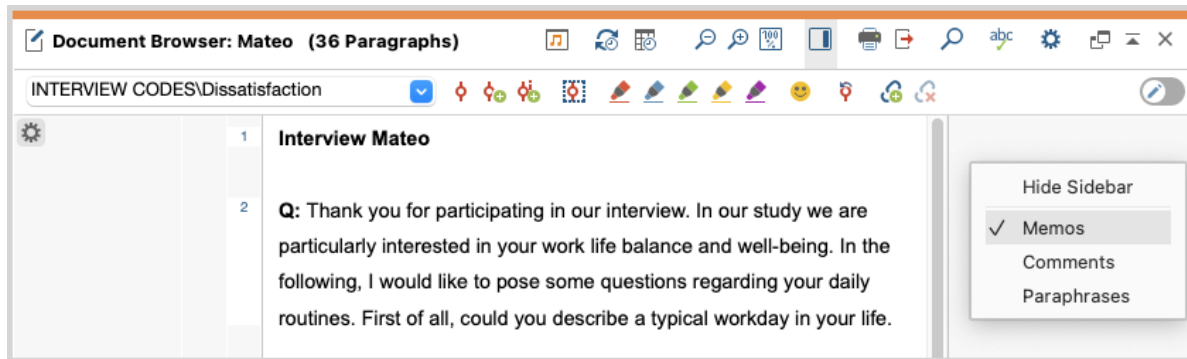 Document Browser: Mateo (36 Paragraphs)
100 %
abc
INTERVIEW CODES\Dissatisfaction
1 Interview Mateo
2 Q: Thank you for participating in our interview. In our study we are
particularly interested in your work life balance and well-being. In the
following, I would like to pose some questions regarding your daily
routines. First of all, could you describe a typical workday in your life.
Hide Sidebar
Memos
Comments
Paraphrases